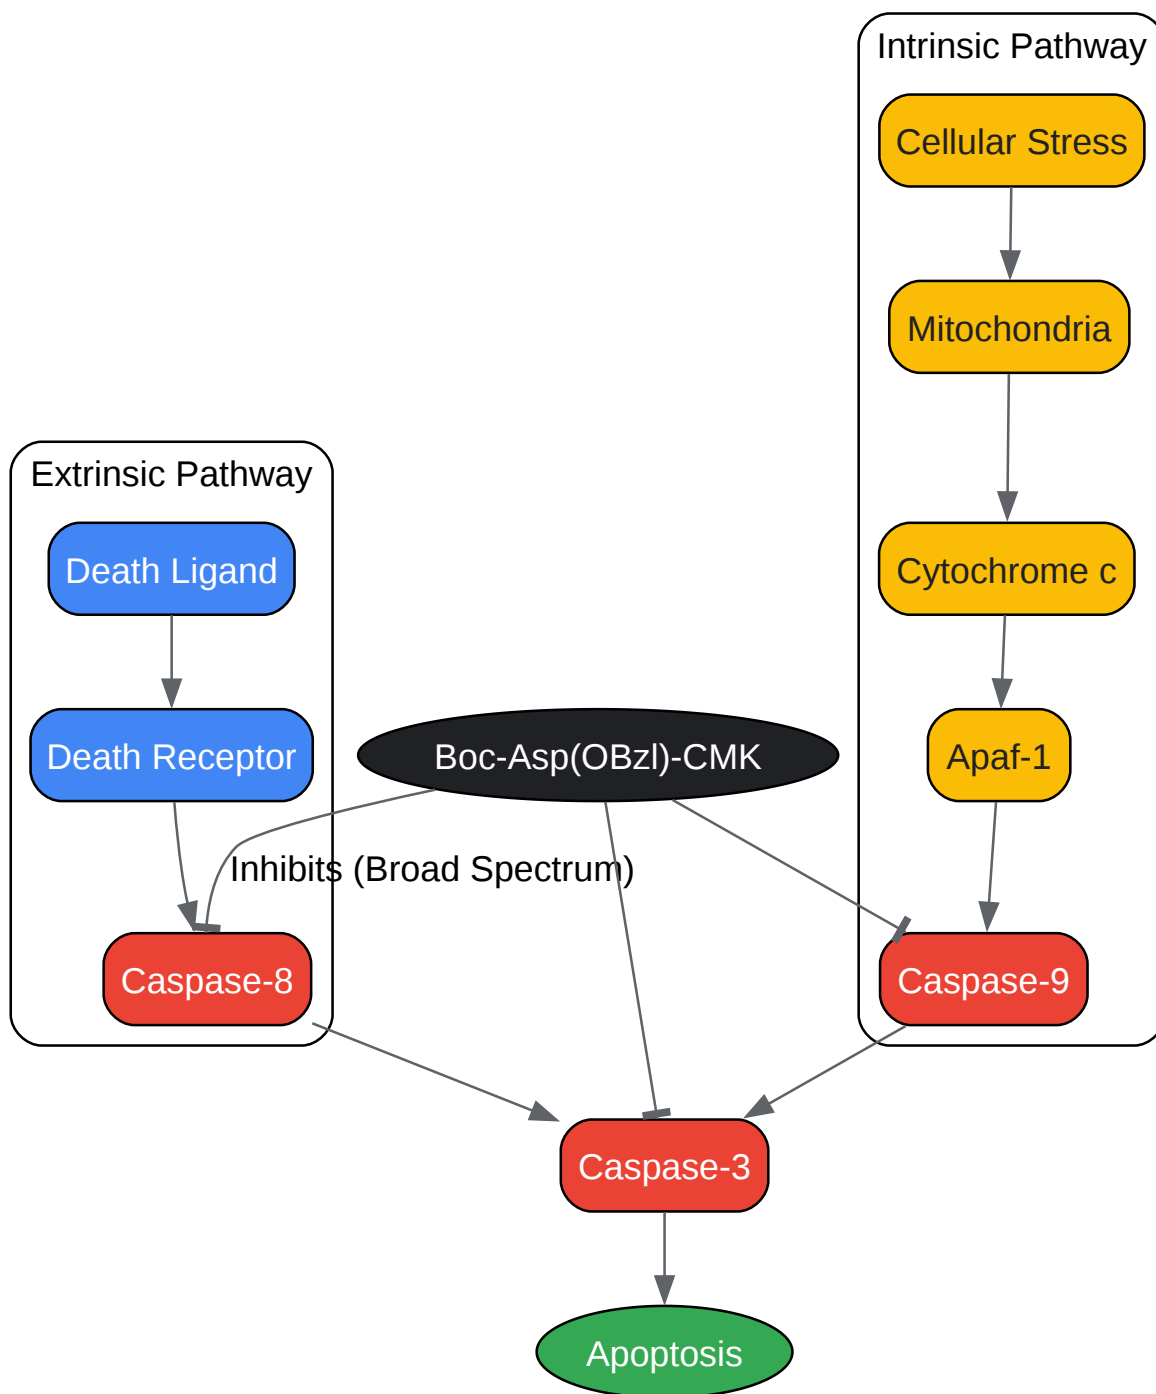 Intrinsic Pathway
Cellular Stress
Mitochondria
Extrinsic Pathway
Death Ligand
Cytochrome c
Death Receptor
Boc-Asp(OBzl)-CMK
Apaf-1
Inhibits (Broad Spectrum)
Caspase-8
Caspase-9
Caspase-3
Apoptosis